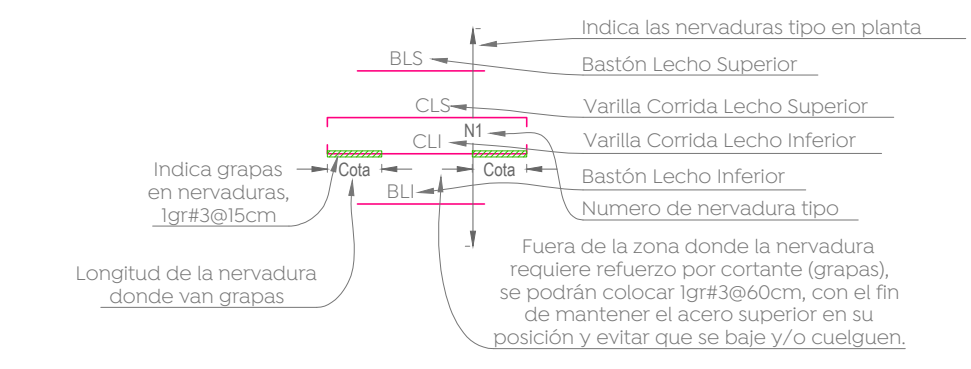 Indica las nervaduras tipo en planta
BLS
Bastón Lecho Superior
CLS
Varilla Corrida Lecho Superior
N1
CLI
Varilla Corrida Lecho Inferior
Indica grapas
en nervaduras,
1gr#3@15cm
Cota
Cota
Bastón Lecho Inferior
BLI
Numero de nervadura tipo
Longitud de la nervadura
donde van grapas
Fuera de la zona donde la nervadura
requiere refuerzo por cortante (grapas),
se podrán colocar 1gr#3@60cm, con el fin
de mantener el acero superior en su
posición y evitar que se baje y/o cuelguen.